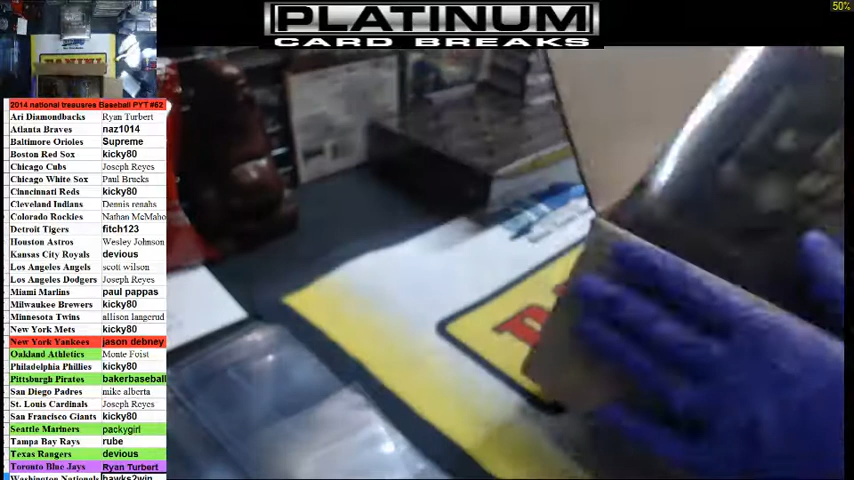 PLATINUM
CARD BREAKS
50%
2014 national treasures Baseball PYT #62
Ari Diamondbacks Ryan Turbert
Atlanta Braves naz1014
Baltimore Orioles Supreme
Boston Red Sox kicky80
Chicago Cubs Joseph Reyes
Chicago White Sox Paul Brucks
Cincinnati Reds kicky80
Cleveland Indians Dennis renahs
Colorado Rockies Nathan McMaho
Detroit Tigers fitch123
Houston Astros Wesley Johnson
Kansas City Royals devious
Los Angeles Angels scott wilson
Los Angeles Dodgers Joseph Reyes
Miami Marlins paul pappas
Milwaukee Brewers kicky80
Minnesota Twins allison langerud
New York Mets kicky80
New York Yankees jason debney
Oakland Athletics Monte Foist
Philadelphia Phillies kicky80
Pittsburgh Pirates bakerbaseball
San Diego Padres mike alberta
St. Louis Cardinals Joseph Reyes
San Francisco Giants kicky80
Seattle Mariners packygirl
Tampa Bay Rays rube
Texas Rangers devious
Toronto Blue Jays Ryan Turbert
Washington Nationals hawks2win